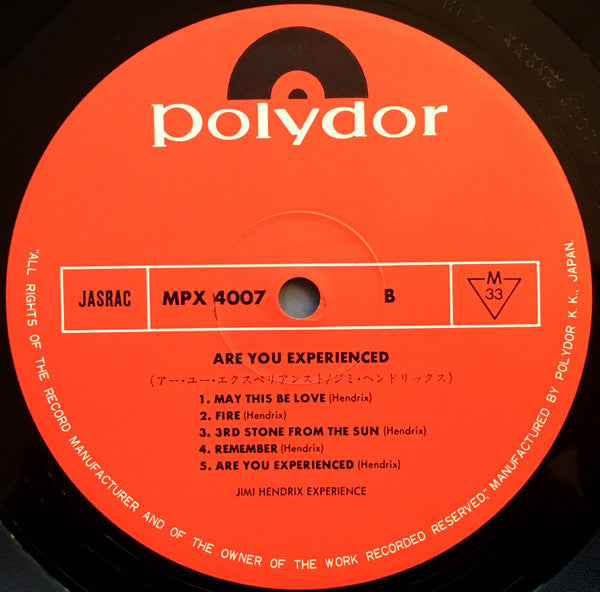 polydor
JASRAC
MPX 4007
B
M
33
ARE YOU EXPERIENCED
(アー・ユー・エクスペリアンスト/ジミ・ヘンドリックス)
1. MAY THIS BE LOVE (Hendrix)
2. FIRE (Hendrix)
3. 3RD STONE FROM THE SUN (Hendrix)
4. REMEMBER (Hendrix)
5. ARE YOU EXPERIENCED (Hendrix)
JIMI HENDRIX EXPERIENCE
"ALL RIGHTS OF THE RECORD MANUFACTURER AND OF THE OWNER OF THE WORK RECORDED RESERVED," MANUFACTURED BY POLYDOR K. K., JAPAN.